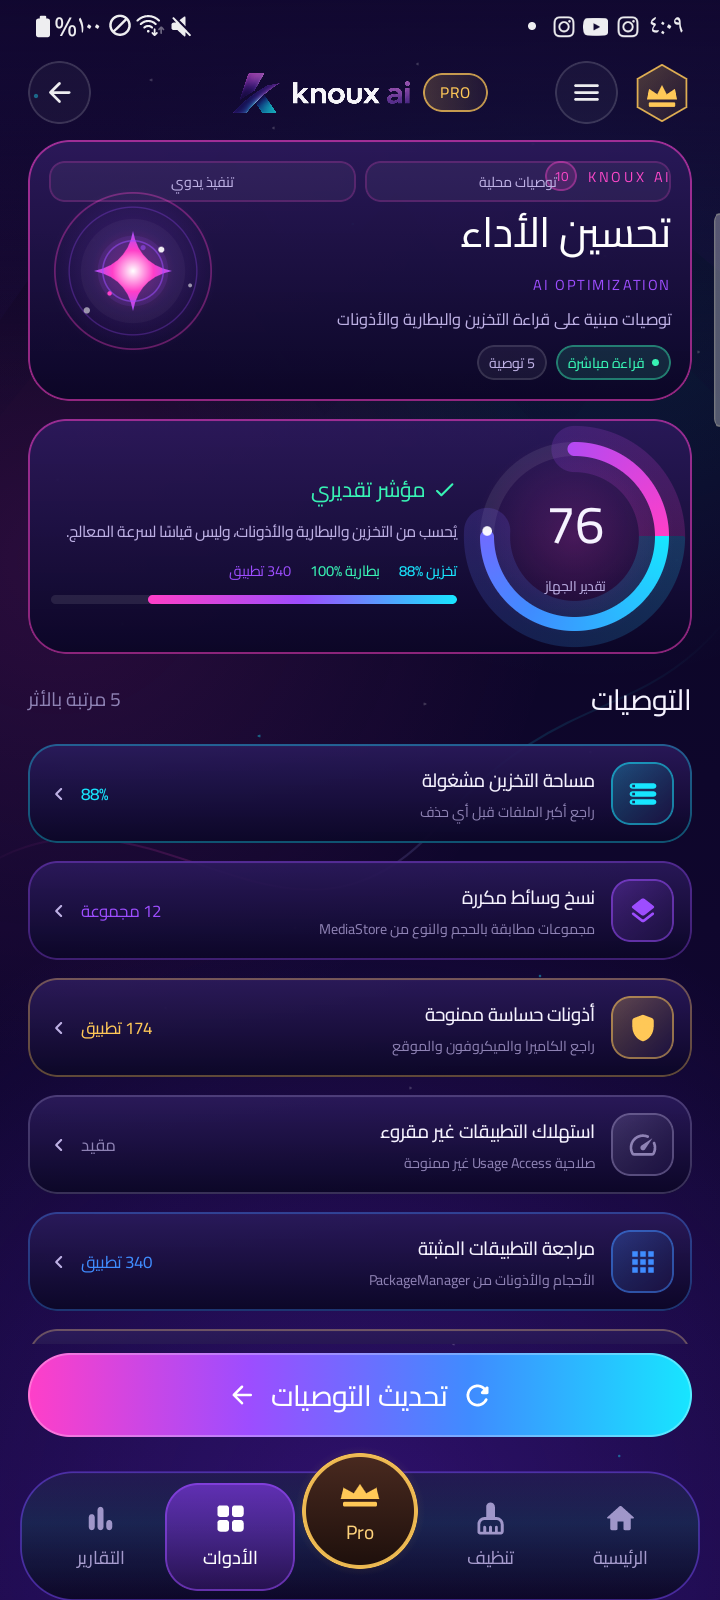 ٤:٠٩
%١٠٠
knoux ai PRO
KNOUX AI 10
توصيات محلية
تنفيذ يدوي
تحسين الأداء
AI OPTIMIZATION
توصيات مبنية على قراءة التخزين والبطارية والأذونات
قراءة مباشرة
5 توصية
76
تقدير الجهاز
مؤشر تقديري
يُحسب من التخزين والبطارية والأذونات، وليس قياسًا لسرعة المعالج.
تخزين 88% بطارية 100% 340 تطبيق
التوصيات
5 مرتبة بالأثر
مساحة التخزين مشغولة
راجع أكبر الملفات قبل أي حذف
88%
نسخ وسائط مكررة
مجموعات مطابقة بالحجم والنوع من MediaStore
12 مجموعة
أذونات حساسة ممنوحة
راجع الكاميرا والميكروفون والموقع
174 تطبيق
استهلاك التطبيقات غير مقروء
صلاحية Usage Access غير ممنوحة
مقيد
مراجعة التطبيقات المثبتة
الأحجام والأذونات من PackageManager
340 تطبيق
تحديث التوصيات
الرئيسية
تنظيف
Pro
الأدوات
التقارير